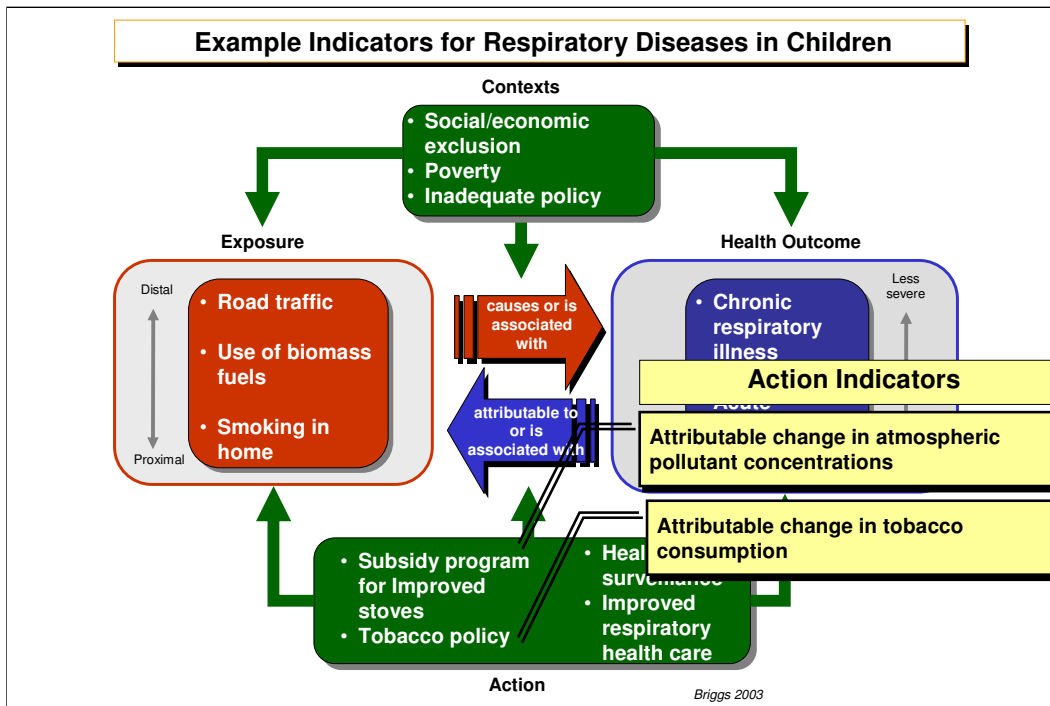 Example Indicators for Respiratory Diseases in Children
Contexts
• Social/economic
exclusion
• Poverty
• Inadequate policy
Exposure
Health Outcome
Distal
Proximal
• Road traffic
• Use of biomass
fuels
• Smoking in
home
causes or is
associated
with
attributable to
or is
associated with
• Chronic
respiratory
illness
Less
severe
Action Indicators
Attributable change in atmospheric
pollutant concentrations
Attributable change in tobacco
consumption
• Subsidy program
for Improved
stoves
• Tobacco policy
• Improved
respiratory
health care
Action
Briggs 2003